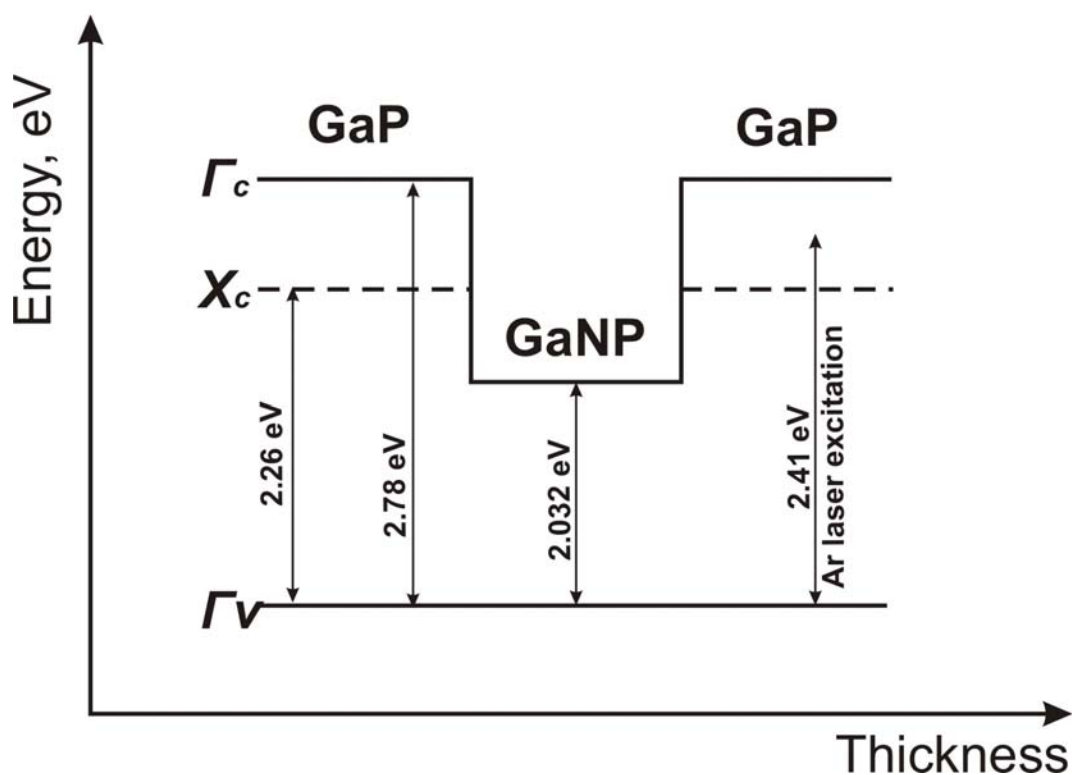 Energy, eV
GaP
GaP
Γc
Xc
GaNP
2.26 eV
2.78 eV
2.032 eV
2.41 eV
Ar laser excitation
Γv
Thickness